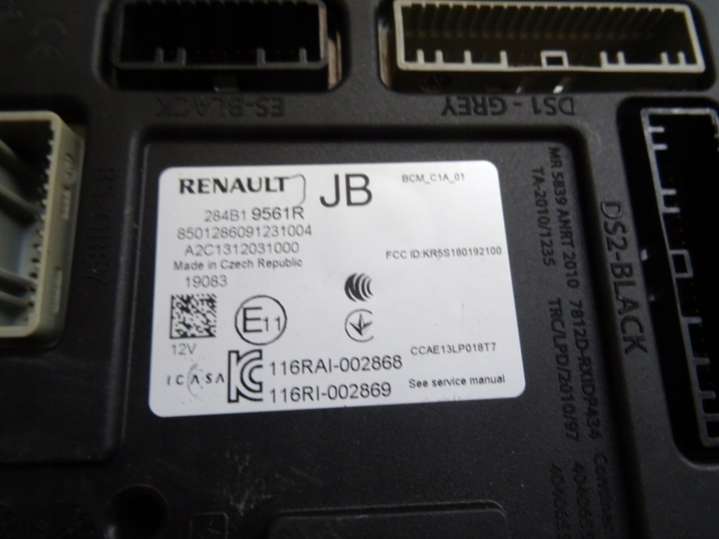 ES-BLACK
DS1-GREY
DS2-BLACK
RENAULT JB BCM_C1A_01
284B1 9561R
8501286091231004
A2C1312031000 FCC ID:KR5S180192100
Made in Czech Republic
19083
E11
12V CCAE13LP018T7
ICASA 116RAI-002868
116RI-002869 See service manual
MR 5839 ANRT 2010
TA-2010/1235 TRC/LPD/2010/97